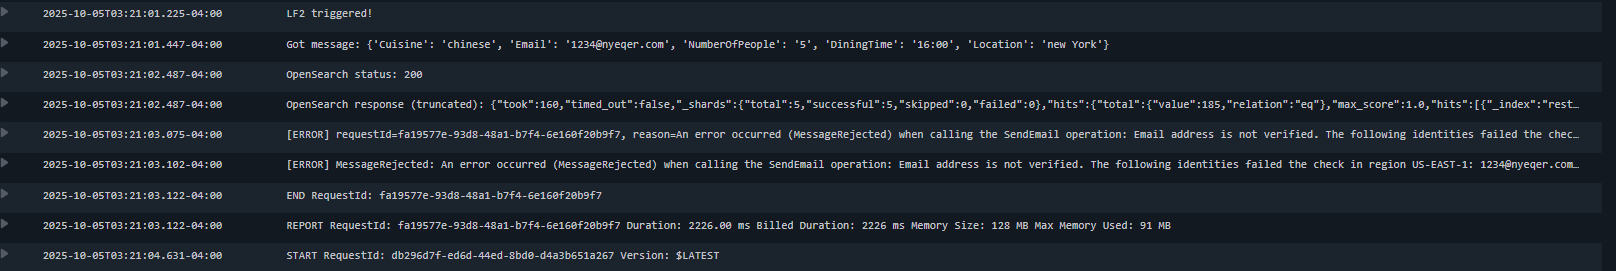 2025-10-05T03:21:01.225-04:00 LF2 triggered!
2025-10-05T03:21:01.447-04:00 Got message: {'Cuisine': 'chinese', 'Email': '1234@nyeqer.com', 'NumberOfPeople': '5', 'DiningTime': '16:00', 'Location': 'new York'}
2025-10-05T03:21:02.487-04:00 OpenSearch status: 200
2025-10-05T03:21:02.487-04:00 OpenSearch response (truncated): {"took":160,"timed_out":false,"_shards":{"total":5,"successful":5,"skipped":0,"failed":0},"hits":{"total":{"value":185,"relation":"eq"},"max_score":1.0,"hits":[{"_index":"rest…
2025-10-05T03:21:03.075-04:00 [ERROR] requestId=fa19577e-93d8-48a1-b7f4-6e160f20b9f7, reason=An error occurred (MessageRejected) when calling the SendEmail operation: Email address is not verified. The following identities failed the chec…
2025-10-05T03:21:03.102-04:00 [ERROR] MessageRejected: An error occurred (MessageRejected) when calling the SendEmail operation: Email address is not verified. The following identities failed the check in region US-EAST-1: 1234@nyeqer.com…
2025-10-05T03:21:03.122-04:00 END RequestId: fa19577e-93d8-48a1-b7f4-6e160f20b9f7
2025-10-05T03:21:03.122-04:00 REPORT RequestId: fa19577e-93d8-48a1-b7f4-6e160f20b9f7 Duration: 2226.00 ms Billed Duration: 2226 ms Memory Size: 128 MB Max Memory Used: 91 MB
2025-10-05T03:21:04.631-04:00 START RequestId: db296d7f-ed6d-44ed-8bd0-d4a3b651a267 Version: $LATEST